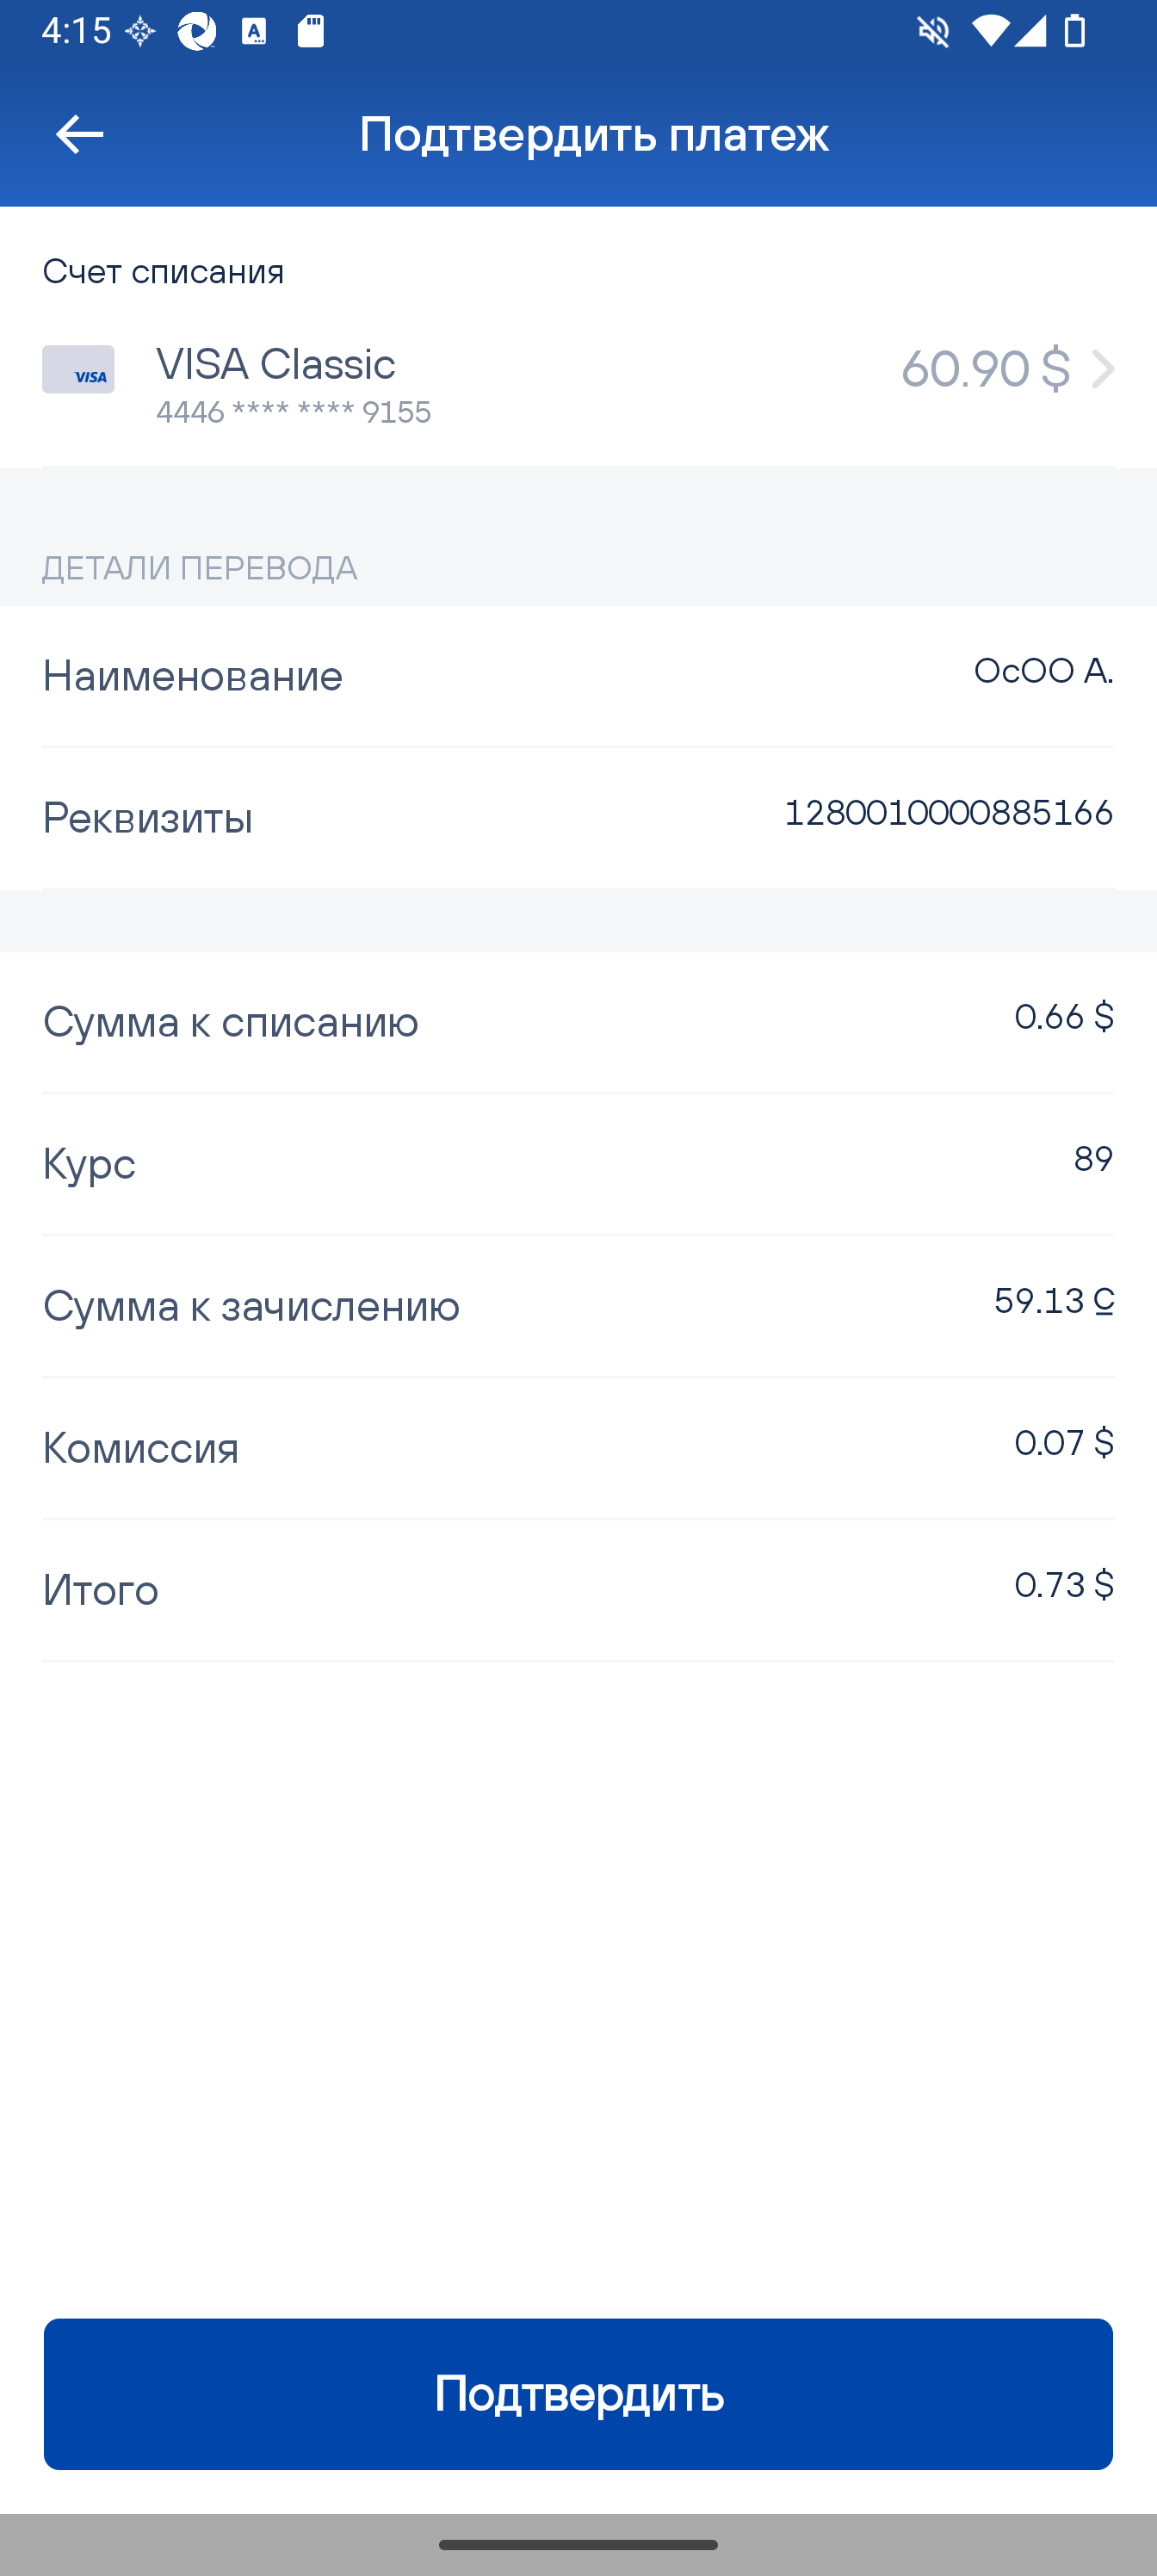 4:15
Подтвердить платеж
Счет списания
VISA
VISA Classic
4446 **** **** 9155
60.90 $
ДЕТАЛИ ПЕРЕВОДА
Наименование
ОсОО А.
Реквизиты
1280010000885166
Сумма к списанию
0.66 $
Курс
89
Сумма к зачислению
59.13 С̲
Комиссия
0.07 $
Итого
0.73 $
Подтвердить